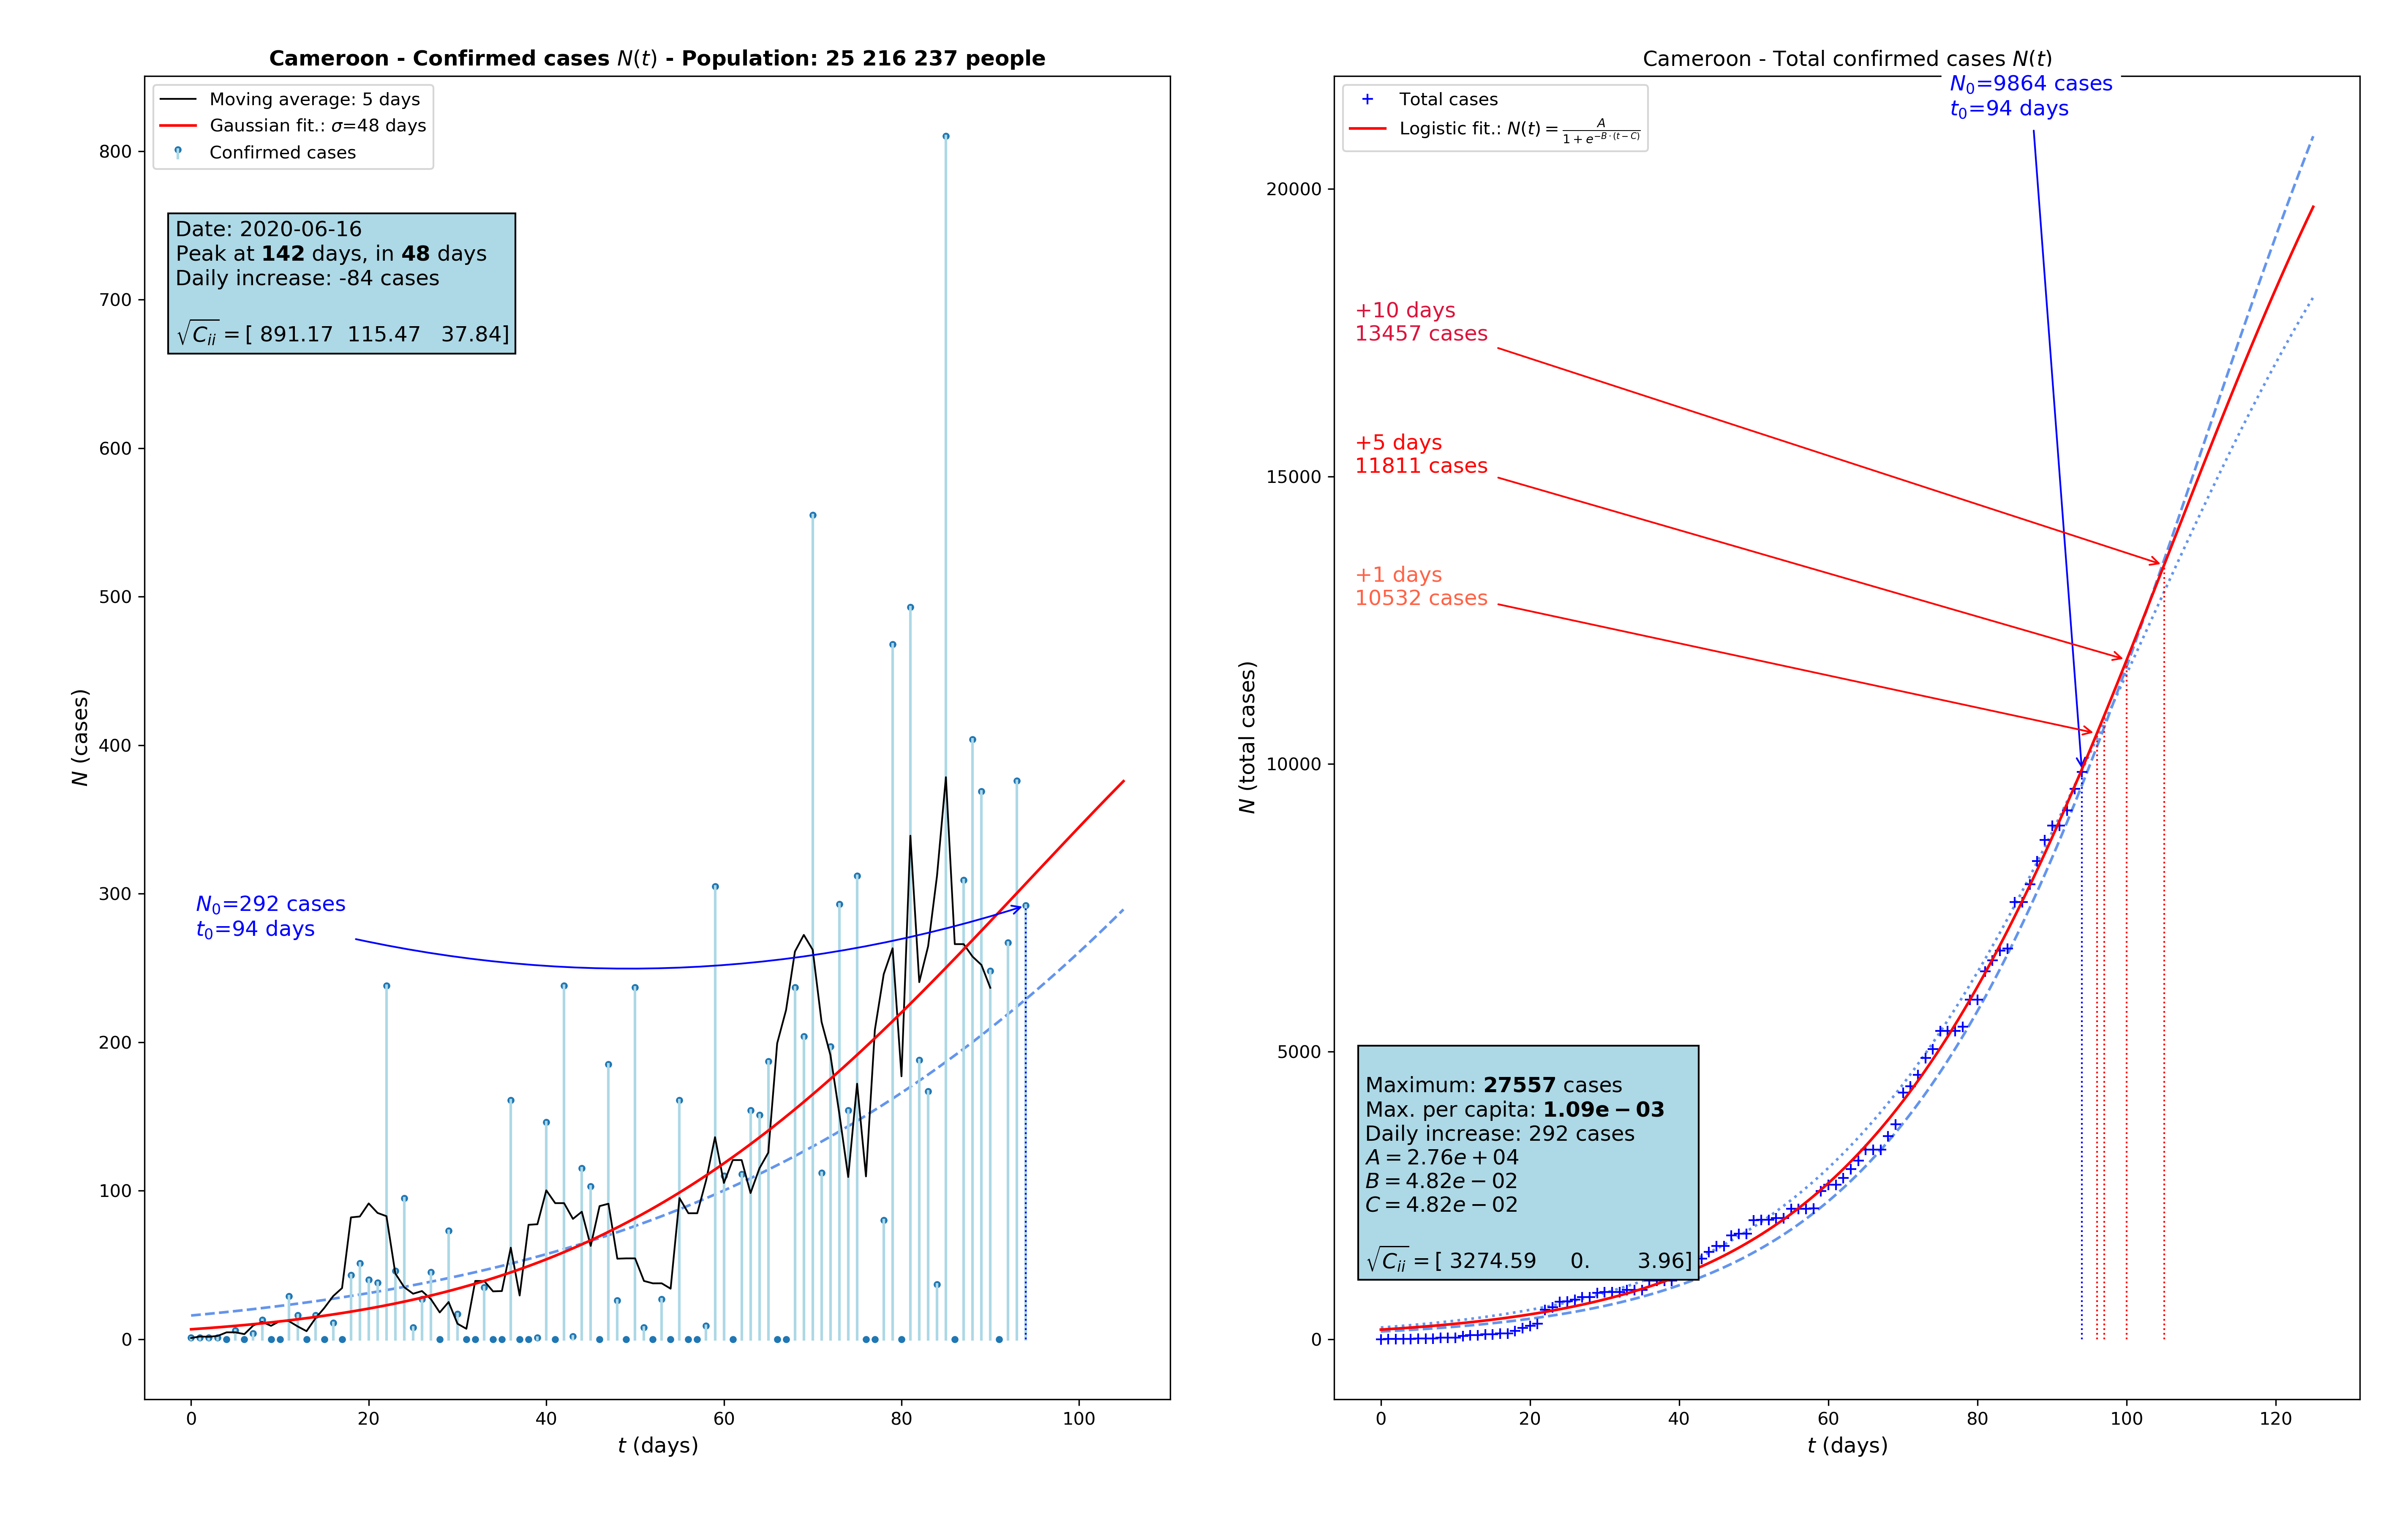 Cameroon - Confirmed cases N(t) - Population: 25 216 237 people
Moving average: 5 days
Gaussian fit.: σ=48 days
Confirmed cases
Date: 2020-06-16
Peak at 142 days, in 48 days
Daily increase: -84 cases
√C_ii = [ 891.17 115.47 37.84]
N_0=292 cases
t_0=94 days
800
700
600
500
400
300
200
100
0
N (cases)
0 20 40 60 80 100
t (days)
Cameroon - Total confirmed cases N(t)
N_0=9864 cases
t_0=94 days
Total cases
Logistic fit.: N(t) = A / (1 + e^{-B·(t-C)})
+10 days
13457 cases
+5 days
11811 cases
+1 days
10532 cases
Maximum: 27557 cases
Max. per capita: 1.09e − 03
Daily increase: 292 cases
A = 2.76e + 04
B = 4.82e − 02
C = 4.82e − 02
√C_ii = [ 3274.59 0. 3.96]
20000
15000
10000
5000
0
N (total cases)
0 20 40 60 80 100 120
t (days)